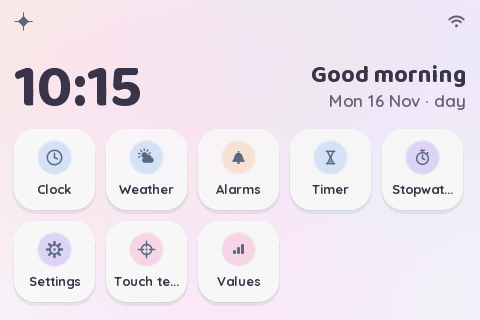 10:15
Good morning
Mon 16 Nov · day
Clock
Weather
Alarms
Timer
Stopwat...
Settings
Touch te...
Values